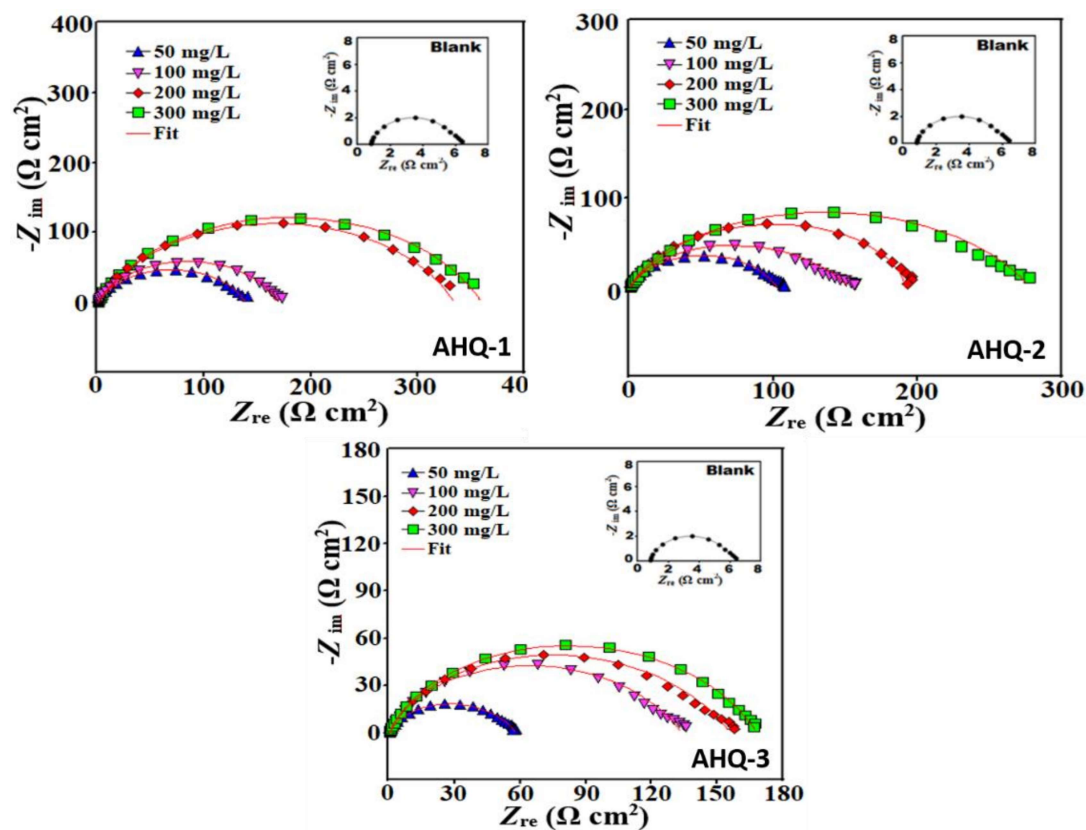 400
300
200
100
0
-Z im (Ω cm²)
50 mg/L
100 mg/L
200 mg/L
300 mg/L
Fit
Blank
8
6
4
2
0
-Z im (Ω cm²)
0 2 4 6 8
Zre (Ω cm²)
AHQ-1
0 100 200 300 40
Zre (Ω cm²)
300
200
100
0
-Z im (Ω cm²)
50 mg/L
100 mg/L
200 mg/L
300 mg/L
Fit
Blank
8
6
4
2
0
-Z im (Ω cm²)
0 2 4 6 8
Zre (Ω cm²)
AHQ-2
0 100 200 300
Zre (Ω cm²)
180
150
120
90
60
30
0
-Z im (Ω cm²)
50 mg/L
100 mg/L
200 mg/L
300 mg/L
Fit
Blank
8
6
4
2
0
-Z im (Ω cm²)
0 2 4 6 8
Zre (Ω cm²)
AHQ-3
0 30 60 90 120 150 180
Zre (Ω cm²)